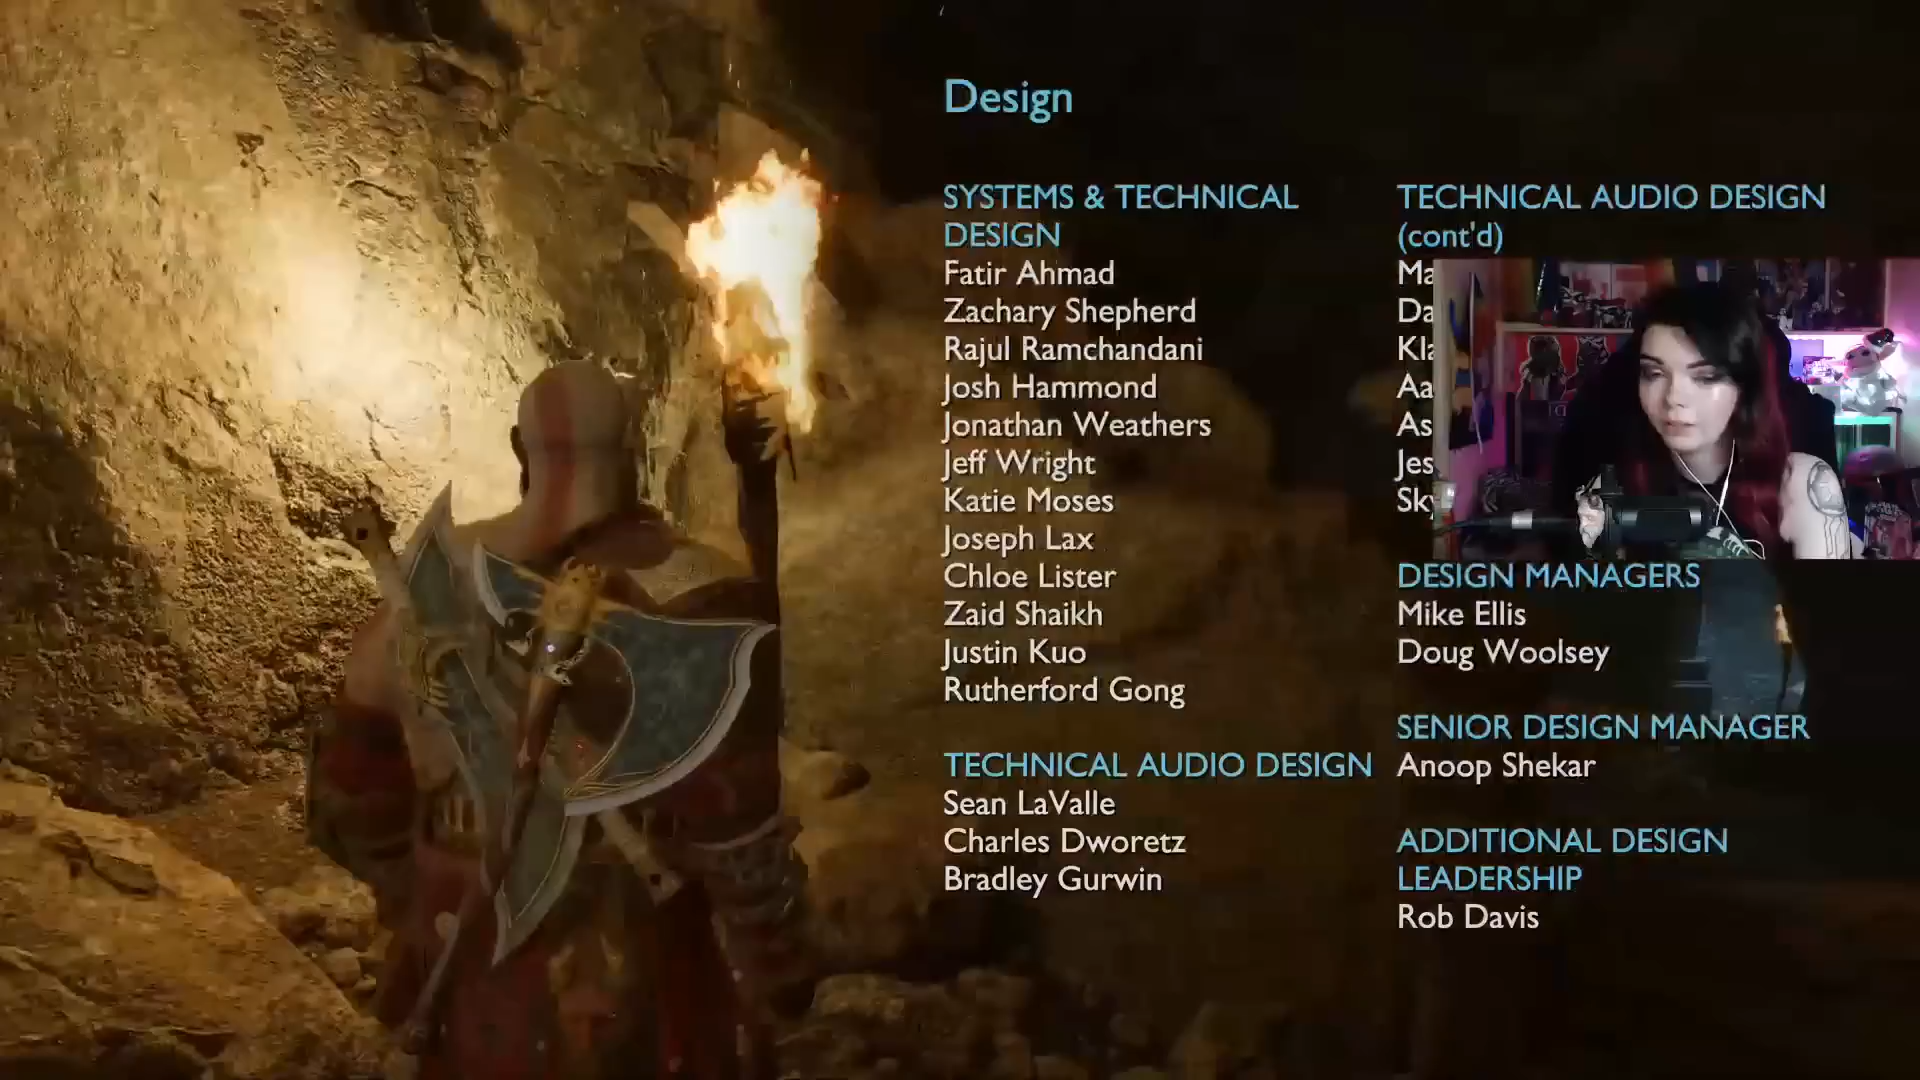 Design
SYSTEMS & TECHNICAL
DESIGN
Fatir Ahmad
Zachary Shepherd
Rajul Ramchandani
Josh Hammond
Jonathan Weathers
Jeff Wright
Katie Moses
Joseph Lax
Chloe Lister
Zaid Shaikh
Justin Kuo
Rutherford Gong
TECHNICAL AUDIO DESIGN
Sean LaValle
Charles Dworetz
Bradley Gurwin
TECHNICAL AUDIO DESIGN
(cont'd)
DESIGN MANAGERS
Mike Ellis
Doug Woolsey
SENIOR DESIGN MANAGER
Anoop Shekar
ADDITIONAL DESIGN
LEADERSHIP
Rob Davis